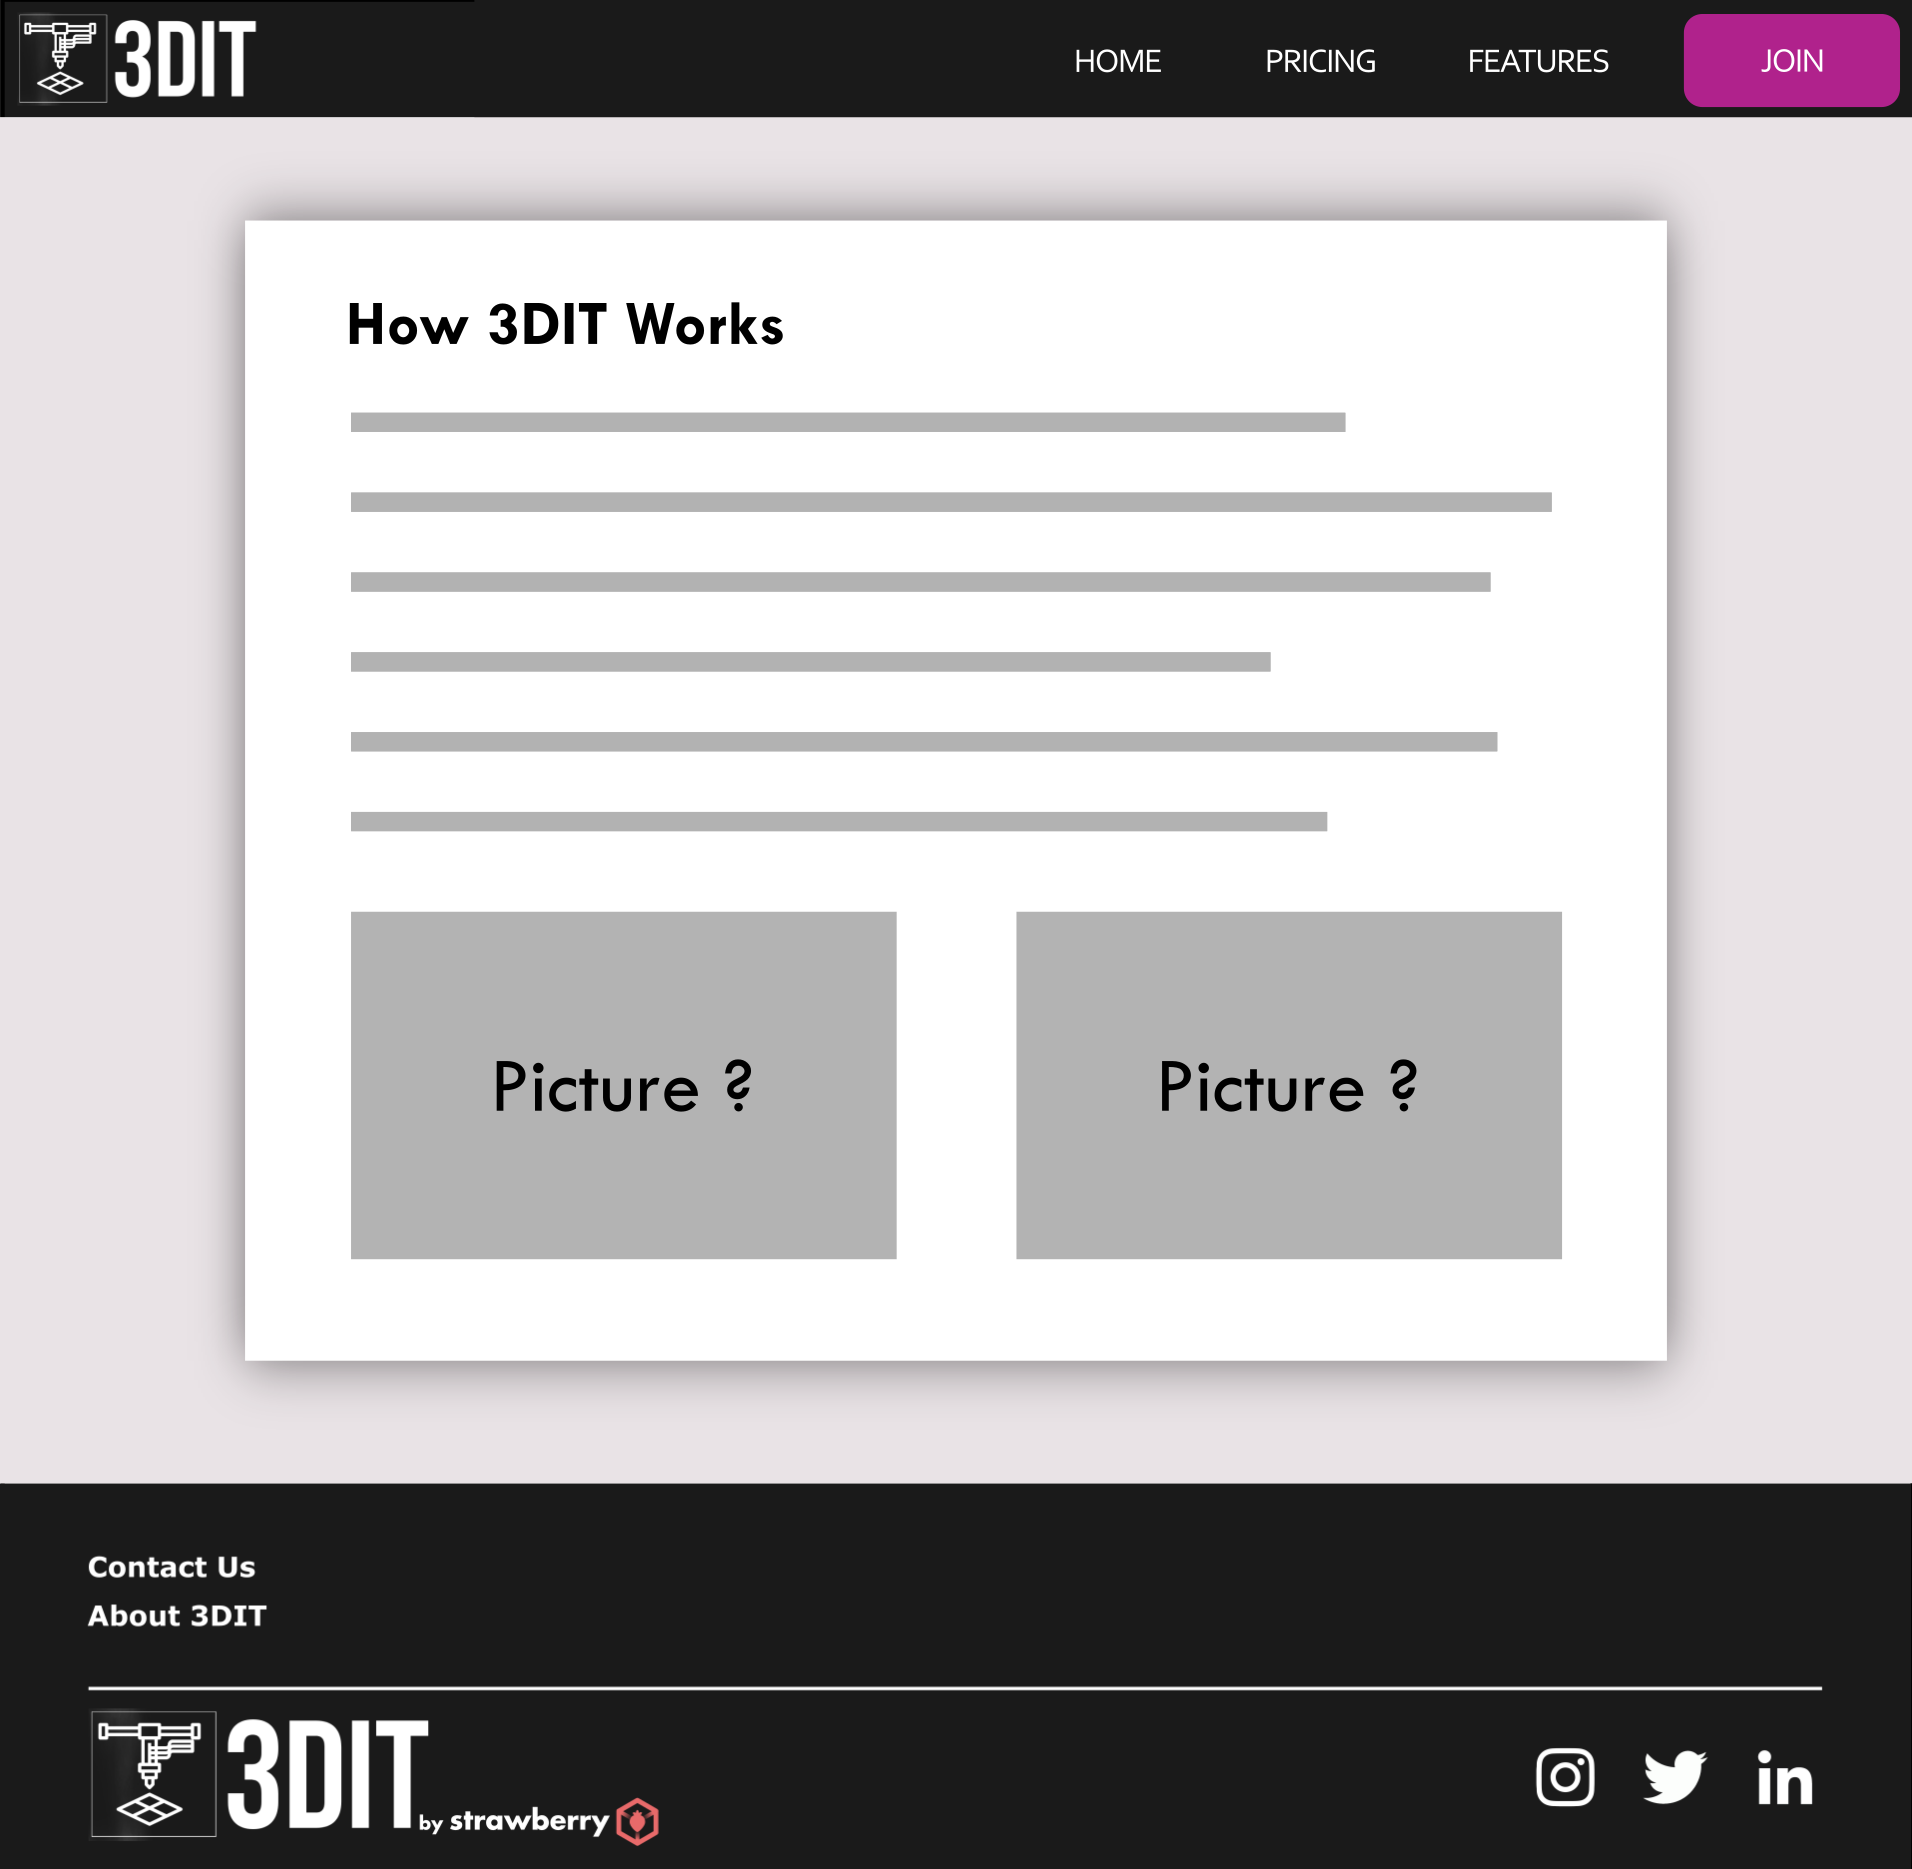 3DIT
HOME PRICING FEATURES JOIN
How 3DIT Works
Picture ? Picture ?
Contact Us
About 3DIT
3DIT by strawberry
in